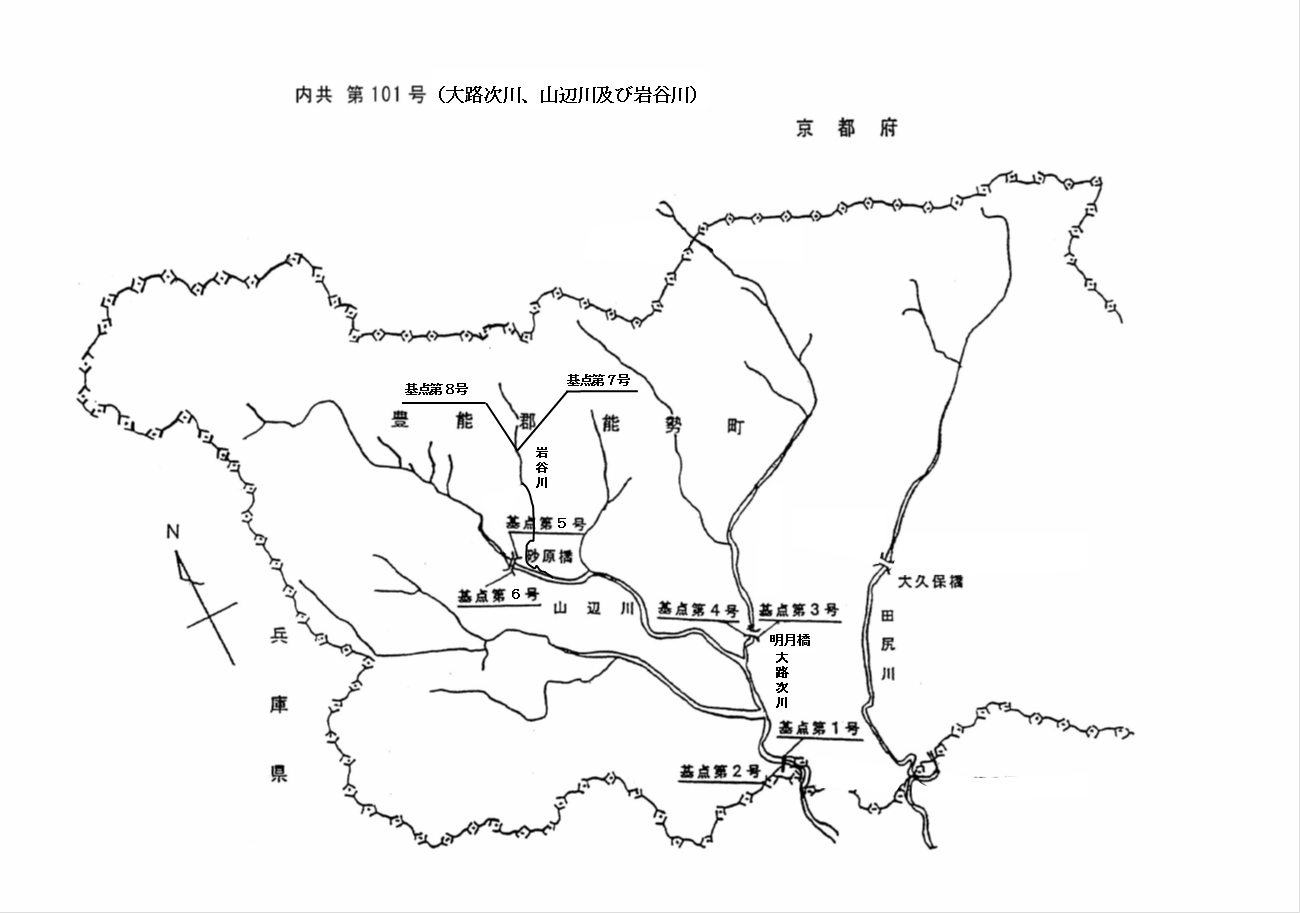 内共 第101号（大路次川、山辺川及び岩谷川）
京都府
基点第8号
基点第7号
豊能郡能勢町
岩谷川
基点第5号
砂原橋
N
基点第6号
山辺川
基点第4号
基点第3号
大久保橋
明月橋
大路次川
田尻川
兵庫県
基点第1号
基点第2号